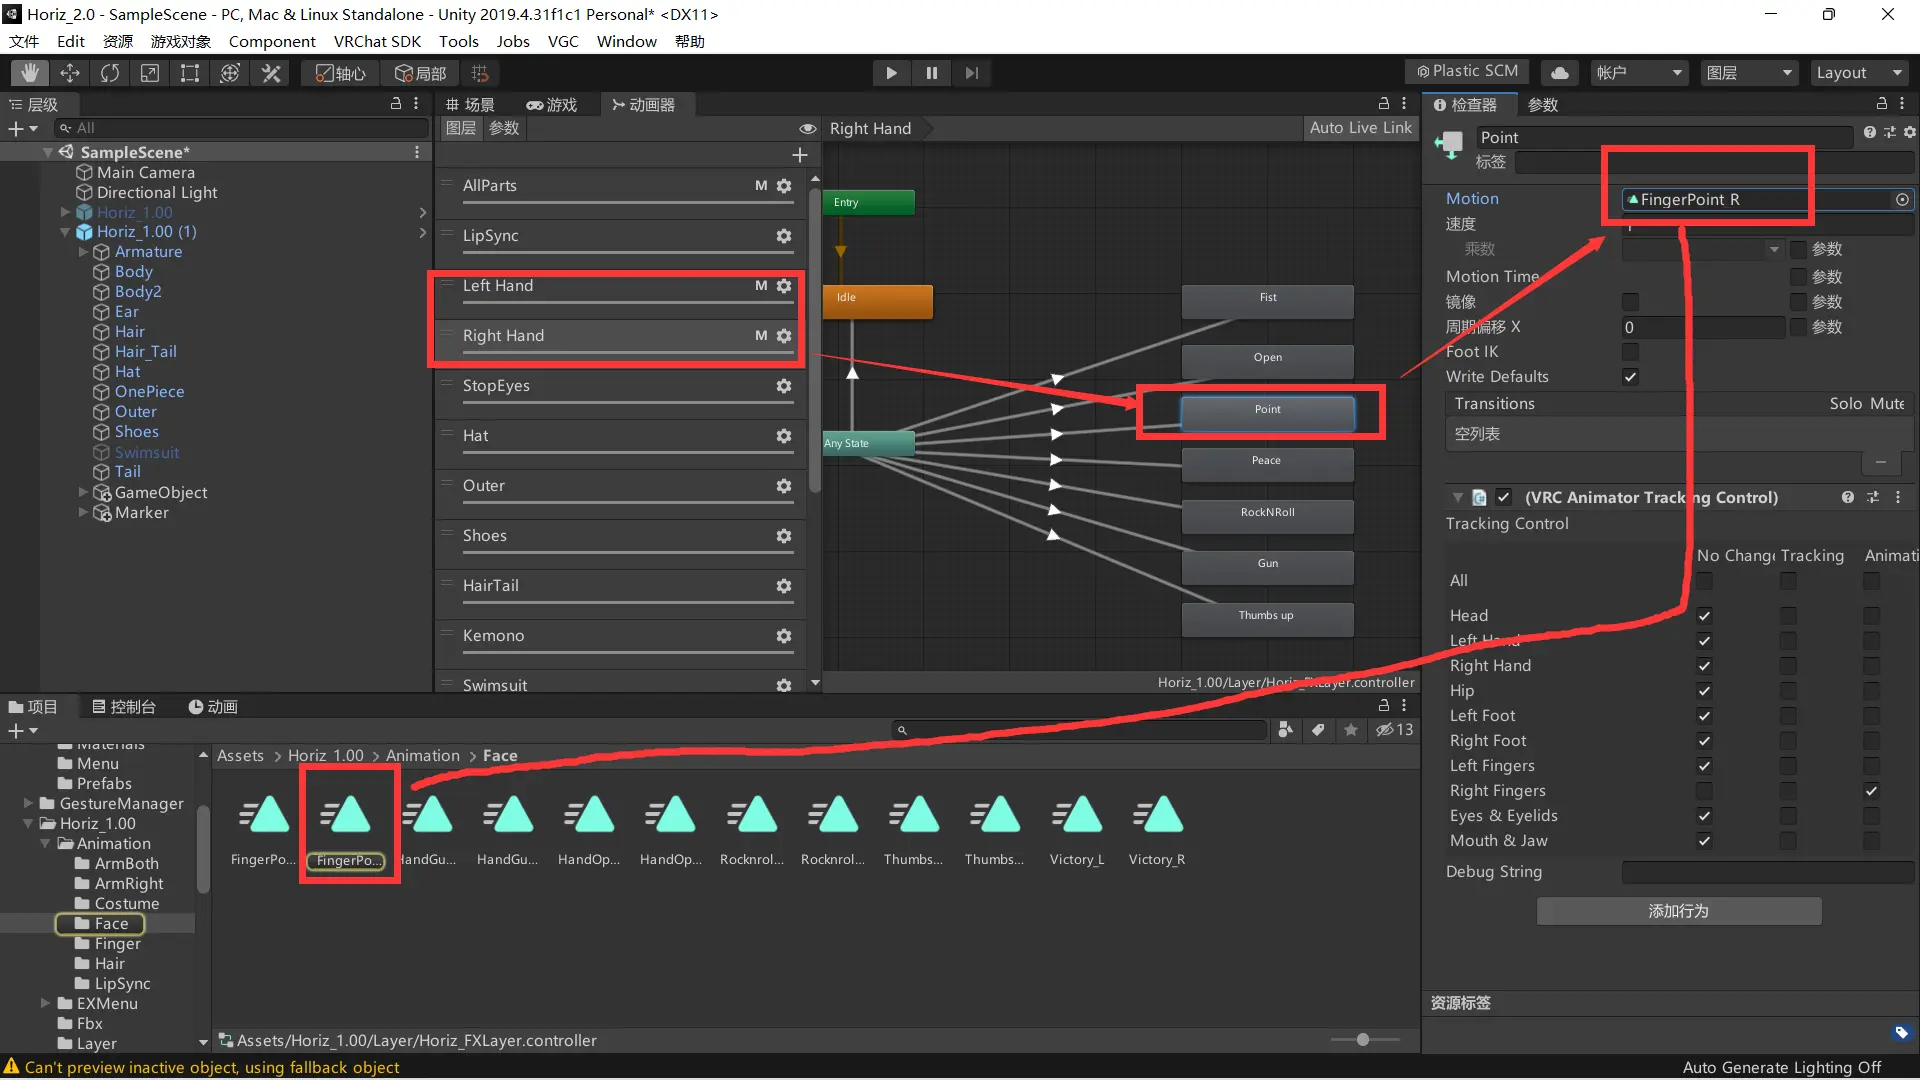 Horiz_2.0 - SampleScene - PC, Mac & Linux Standalone - Unity 2019.4.31f1c1 Personal* <DX11>
文件 Edit 资源 游戏对象 Component VRChat SDK Tools Jobs VGC Window 帮助
轴心 局部 Plastic SCM 帐户 图层 Layout
层级
All
SampleScene*
Main Camera
Directional Light
Horiz_1.00
Horiz_1.00 (1)
Armature
Body
Body2
Ear
Hair
Hair_Tail
Hat
OnePiece
Outer
Shoes
Swimsuit
Tail
GameObject
Marker
场景 游戏 动画器
图层 参数 Right Hand Auto Live Link
AllParts M
LipSync
Left Hand M
Right Hand M
StopEyes
Hat
Outer
Shoes
HairTail
Kemono
Swimsuit
Entry
Idle
Any State
Fist
Open
Point
Peace
RockNRoll
Gun
Thumbs up
Horiz_1.00/Layer/Horiz_FXLayer.controller
检查器 参数
Point
标签
Motion FingerPoint R
速度
乘数 参数
Motion Time 参数
镜像 参数
周期偏移 X 0 参数
Foot IK
Write Defaults
Transitions Solo Mute
空列表
(VRC Animator Tracking Control)
Tracking Control
No Change Tracking Animati
All
Head
Left Hand
Right Hand
Hip
Left Foot
Right Foot
Left Fingers
Right Fingers
Eyes & Eyelids
Mouth & Jaw
Debug String
添加行为
资源标签
项目 控制台 动画
13
Materials
Menu
Prefabs
GestureManager
Horiz_1.00
Animation
ArmBoth
ArmRight
Costume
Face
Finger
Hair
LipSync
EXMenu
Fbx
Layer
Assets > Horiz_1.00 > Animation > Face
FingerPo... FingerPo... HandGu... HandGu... HandOp... HandOp... Rocknrol... Rocknrol... Thumbs... Thumbs... Victory_L Victory_R
Assets/Horiz_1.00/Layer/Horiz_FXLayer.controller
Can't preview inactive object, using fallback object
Auto Generate Lighting Off